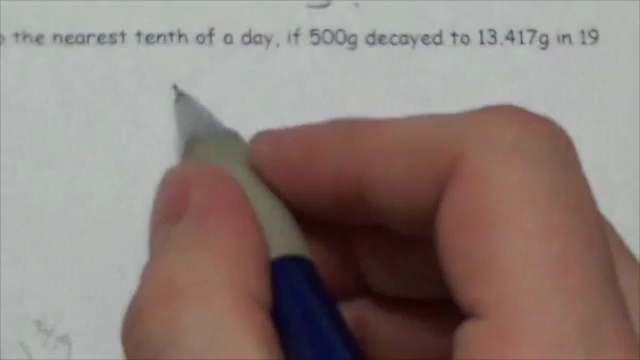 the nearest tenth of a day, if 500g decayed to 13.417g in 19